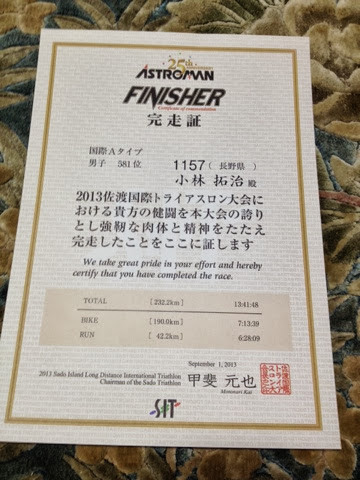 25th
ASTROMAN
FINISHER
Certificate of commendation
完走証
国際Aタイプ
男子 581位
1157 ( 長野県 )
小林 拓治 殿
2013佐渡国際トライアスロン大会に
おける貴方の健闘を本大会の誇り
とし強靭な肉体と精神をたたえ
完走したことをここに証します
We take great pride in your effort and hereby
certify that you have completed the race.
TOTAL [ 232.2km ] 13:41:48
BIKE [ 190.0km ] 7:13:39
RUN [ 42.2km ] 6:28:09
September 1, 2013
2013 Sado Island Long Distance International Triathlon
Chairman of the Sado Triathlon
甲斐 元也
Motonari Kai
SIT